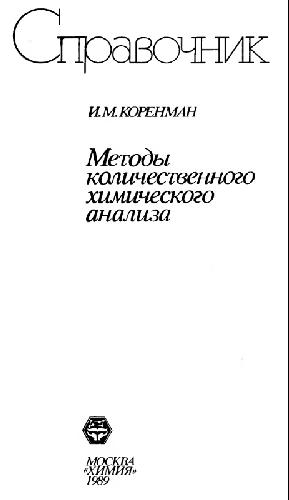 Справочник
И.М. КОРЕНМАН
Методы
количественного
химического
анализа
МОСКВА
«ХИМИЯ»
1989